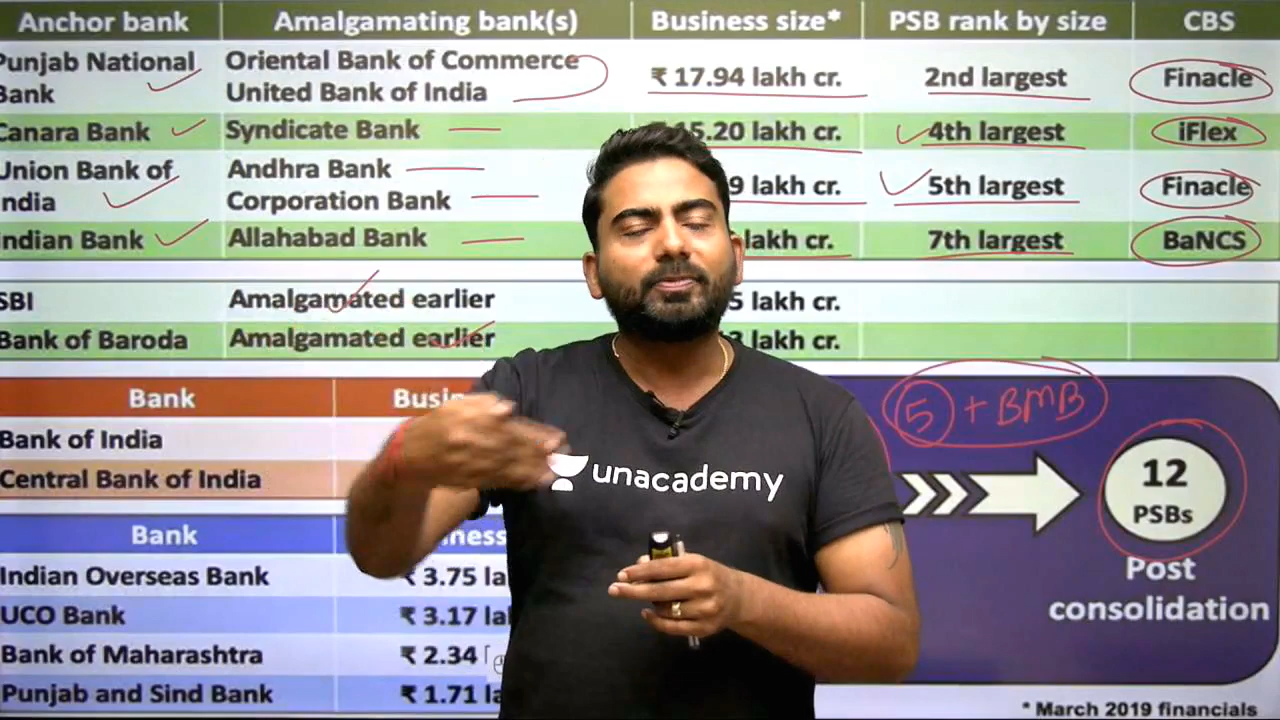 Anchor bank Amalgamating bank(s) Business size* PSB rank by size CBS
Punjab National Bank Oriental Bank of Commerce United Bank of India ₹ 17.94 lakh cr. 2nd largest Finacle
Canara Bank Syndicate Bank 15.20 lakh cr. 4th largest iFlex
Union Bank of India Andhra Bank Corporation Bank 9 lakh cr. 5th largest Finacle
Indian Bank Allahabad Bank lakh cr. 7th largest BaNCS
SBI Amalgamated earlier 5 lakh cr.
Bank of Baroda Amalgamated earlier lakh cr.
Bank
Bank of India
Central Bank of India
Bank
Indian Overseas Bank ₹ 3.75
UCO Bank ₹ 3.17
Bank of Maharashtra ₹ 2.34
Punjab and Sind Bank ₹ 1.71
5 + BMB
12
PSBs
Post
consolidation
* March 2019 financials
unacademy